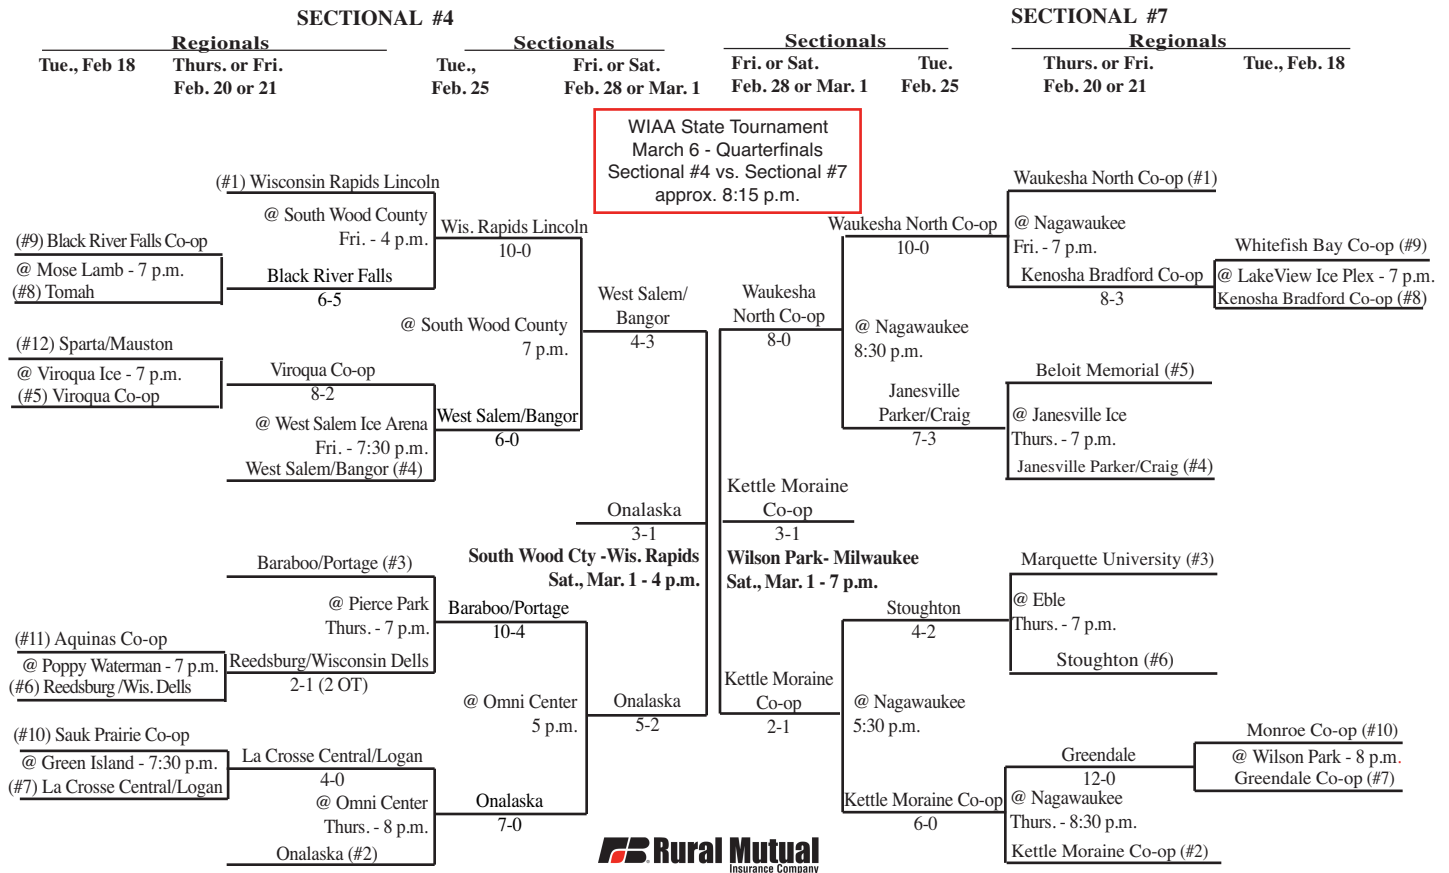 SECTIONAL #4
Regionals
Sectionals
Tue., Feb 18
Thurs. or Fri.
Feb. 20 or 21
Tue.,
Feb. 25
Fri. or Sat.
Feb. 28 or Mar. 1
SECTIONAL #7
Sectionals
Regionals
Fri. or Sat.
Feb. 28 or Mar. 1
Tue.
Feb. 25
Thurs. or Fri.
Feb. 20 or 21
Tue., Feb. 18
WIAA State Tournament
March 6 - Quarterfinals
Sectional #4 vs. Sectional #7
approx. 8:15 p.m.
(#1) Wisconsin Rapids Lincoln
@ South Wood County
Fri. - 4 p.m.
(#9) Black River Falls Co-op
@ Mose Lamb - 7 p.m.
(#8) Tomah
Black River Falls
6-5
Wis. Rapids Lincoln
10-0
(#12) Sparta/Mauston
@ Viroqua Ice - 7 p.m.
(#5) Viroqua Co-op
Viroqua Co-op
8-2
@ West Salem Ice Arena
Fri. - 7:30 p.m.
West Salem/Bangor (#4)
West Salem/Bangor
6-0
@ South Wood County
7 p.m.
West Salem/
Bangor
4-3
Onalaska
3-1
South Wood Cty -Wis. Rapids
Sat., Mar. 1 - 4 p.m.
Baraboo/Portage (#3)
@ Pierce Park
Thurs. - 7 p.m.
(#11) Aquinas Co-op
@ Poppy Waterman - 7 p.m.
(#6) Reedsburg /Wis. Dells
Reedsburg/Wisconsin Dells
2-1 (2 OT)
Baraboo/Portage
10-4
@ Omni Center
5 p.m.
Onalaska
5-2
(#10) Sauk Prairie Co-op
@ Green Island - 7:30 p.m.
(#7) La Crosse Central/Logan
La Crosse Central/Logan
4-0
@ Omni Center
Thurs. - 8 p.m.
Onalaska (#2)
Onalaska
7-0
Waukesha North Co-op (#1)
@ Nagawaukee
Fri. - 7 p.m.
Waukesha North Co-op
10-0
Whitefish Bay Co-op (#9)
@ LakeView Ice Plex - 7 p.m.
Kenosha Bradford Co-op (#8)
Kenosha Bradford Co-op
8-3
Waukesha
North Co-op
8-0
@ Nagawaukee
8:30 p.m.
Beloit Memorial (#5)
@ Janesville Ice
Thurs. - 7 p.m.
Janesville Parker/Craig (#4)
Janesville
Parker/Craig
7-3
Kettle Moraine
Co-op
3-1
Wilson Park- Milwaukee
Sat., Mar. 1 - 7 p.m.
Marquette University (#3)
@ Eble
Thurs. - 7 p.m.
Stoughton (#6)
Stoughton
4-2
Kettle Moraine
Co-op
2-1
@ Nagawaukee
5:30 p.m.
Monroe Co-op (#10)
@ Wilson Park - 8 p.m.
Greendale Co-op (#7)
Greendale
12-0
Kettle Moraine Co-op
6-0
@ Nagawaukee
Thurs. - 8:30 p.m.
Kettle Moraine Co-op (#2)
Rural Mutual
Insurance Company